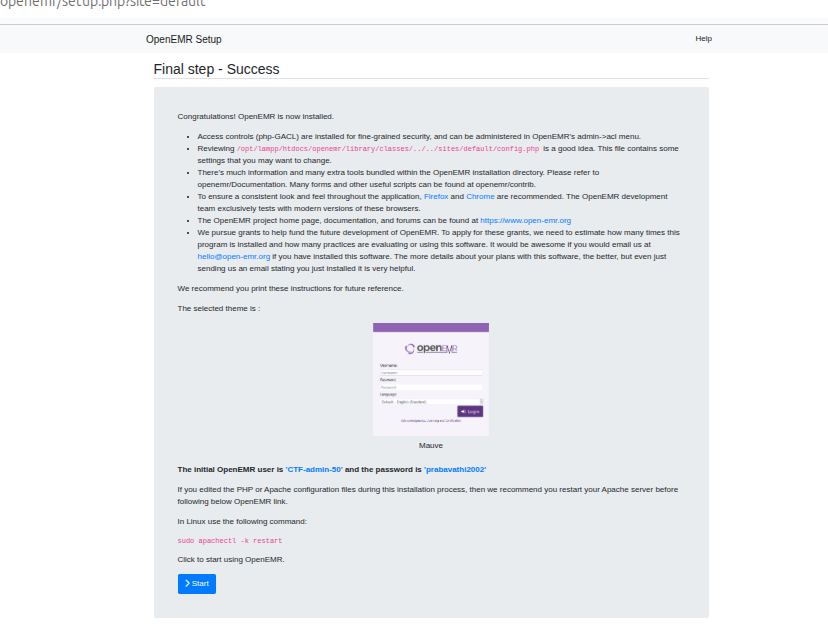 openemr/setup.php?site=default
OpenEMR Setup
Help
Final step - Success
Congratulations! OpenEMR is now installed.
• Access controls (php-GACL) are installed for fine-grained security, and can be administered in OpenEMR's admin->acl menu.
• Reviewing /opt/lampp/htdocs/openemr/library/classes/../../sites/default/config.php is a good idea. This file contains some
settings that you may want to change.
• There's much information and many extra tools bundled within the OpenEMR installation directory. Please refer to
openemr/Documentation. Many forms and other useful scripts can be found at openemr/contrib.
• To ensure a consistent look and feel throughout the application, Firefox and Chrome are recommended. The OpenEMR development
team exclusively tests with modern versions of these browsers.
• The OpenEMR project home page, documentation, and forums can be found at https://www.open-emr.org
• We pursue grants to help fund the future development of OpenEMR. To apply for these grants, we need to estimate how many times this
program is installed and how many practices are evaluating or using this software. It would be awesome if you would email us at
hello@open-emr.org if you have installed this software. The more details about your plans with this software, the better, but even just
sending us an email stating you just installed it is very helpful.
We recommend you print these instructions for future reference.
The selected theme is :
openEMR
Username:
Username
Password:
Password
Language:
Default - English (Standard)
Login
Mauve
The initial OpenEMR user is 'CTF-admin-50' and the password is 'prabavathi2002'
If you edited the PHP or Apache configuration files during this installation process, then we recommend you restart your Apache server before
following below OpenEMR link.
In Linux use the following command:
sudo apachectl -k restart
Click to start using OpenEMR.
Start